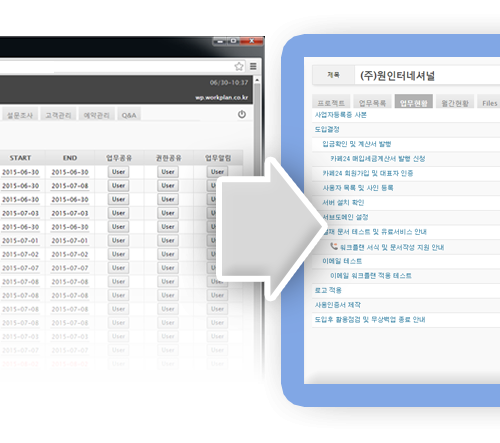 06/30-10:37
wp.workplan.co.kr
설문조사 고객관리 예약관리 Q&A
START END 업무공유 권한공유 업무알림
2015-06-30 2015-06-30 User User User
2015-06-30 2015-07-08 User User User
2015-06-30 2015-06-30 User User User
2015-07-03 2015-07-03 User User
2015-06-30 2015-06-30 User User
2015-07-01 2015-07-01 User User
2015-07-02 2015-07-02 User User
2015-07-07 2015-07-07 User User
2015-07-08 2015-07-08 User User
2015-07-07 2015-07-08 User User
2015-07-08 2015-07-08 User User User
2015-07-03 2015-07-03 User User User
2015-07-03 2015-07-03 User User User
제목 (주)원인터네셔널
프로젝트 업무목록 업무현황 월간현황 Files
사업자등록증 사본
도입결정
입금확인 및 계산서 발행
카페24 매입세금계산서 발행 신청
카페24 회원가입 및 대표자 인증
사용자 목록 및 사인 등록
서버 설치 확인
서브도메인 설정
문서 테스트 및 유료서비스 안내
워크플랜 서식 및 문서작성 지원 안내
이메일 테스트
이메일 워크플랜 적용 테스트
로고 적용
사용인증서 제작
도입후 활용점검 및 무상백업 종료 안내